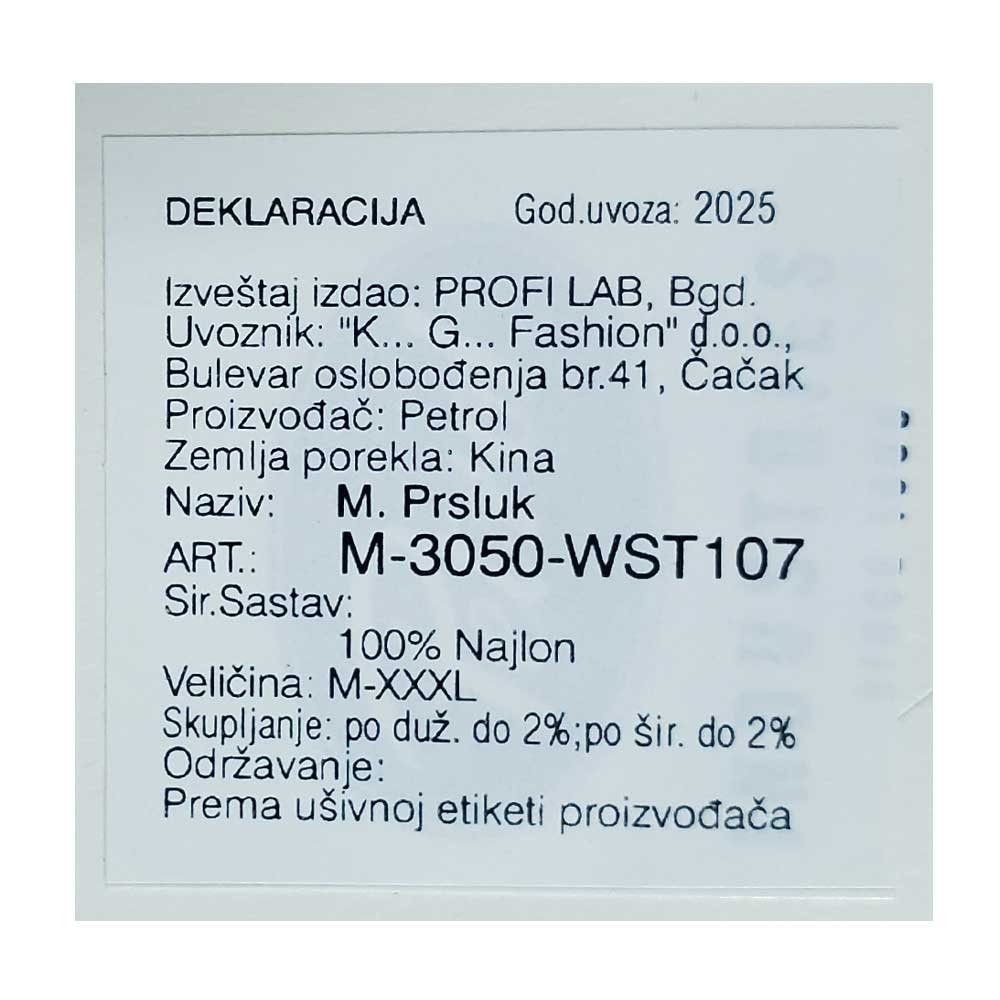 DEKLARACIJA God.uvoza: 2025
Izveštaj izdao: PROFI LAB, Bgd.
Uvoznik: "K... G... Fashion" d.o.o.,
Bulevar oslobođenja br.41, Čačak
Proizvođač: Petrol
Zemlja porekla: Kina
Naziv: M. Prsluk
ART.: M-3050-WST107
Sir.Sastav:
100% Najlon
Veličina: M-XXXL
Skupljanje: po duž. do 2%;po šir. do 2%
Održavanje:
Prema ušivnoj etiketi proizvođača